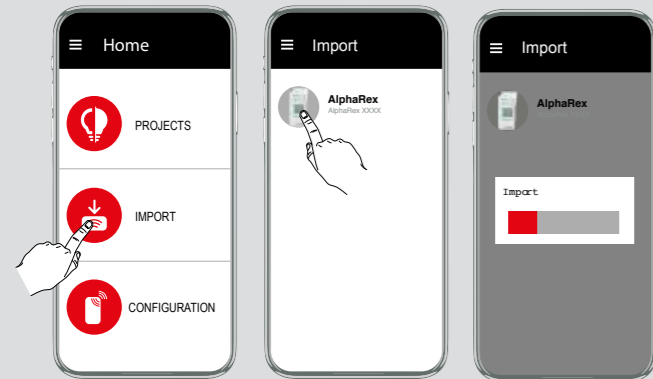 Home
PROJECTS
IMPORT
CONFIGURATION
Import
AlphaRex
AlphaRex XXXX
Import
AlphaRex
Import